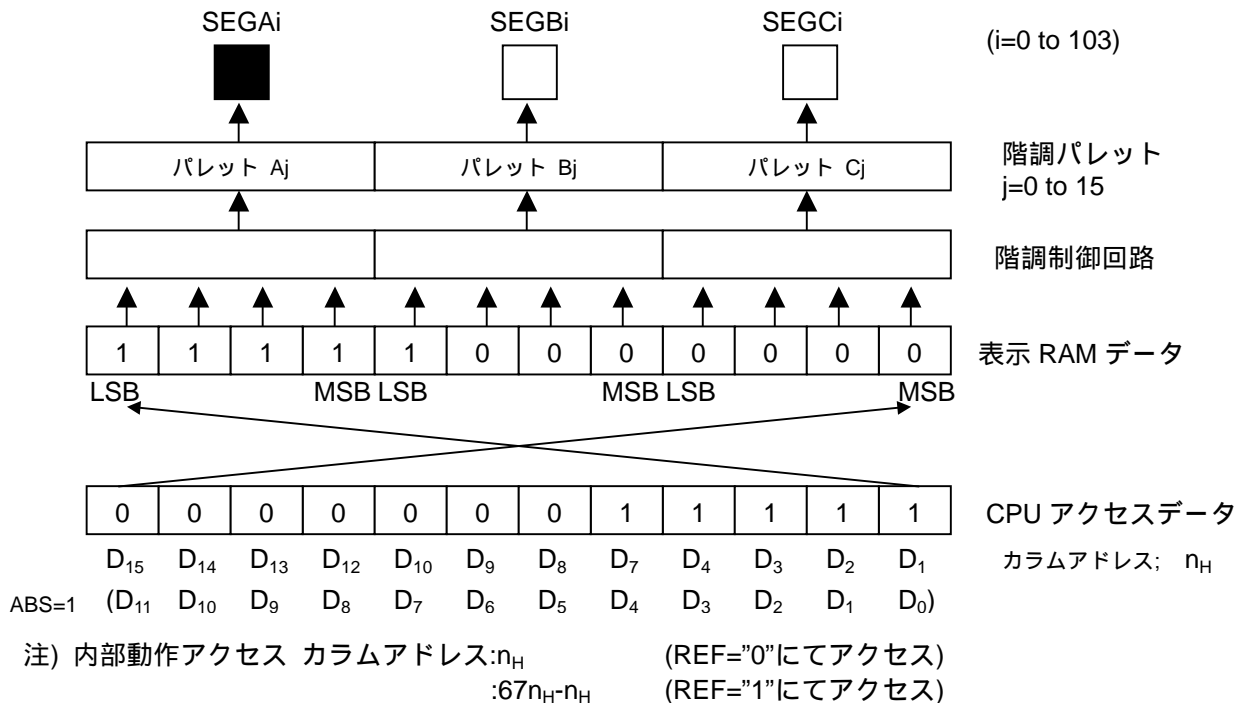 SEGAi SEGBi SEGCi (i=0 to 103)
パレット Aj パレット Bj パレット Cj 階調パレット
j=0 to 15
階調制御回路
1 1 1 1 1 0 0 0 0 0 0 0 表示 RAM データ
LSB MSB LSB MSB LSB MSB
0 0 0 0 0 0 0 1 1 1 1 1 CPU アクセスデータ
D15 D14 D13 D12 D10 D9 D8 D7 D4 D3 D2 D1 カラムアドレス; nH
ABS=1 (D11 D10 D9 D8 D7 D6 D5 D4 D3 D2 D1 D0)
注) 内部動作アクセス カラムアドレス:nH (REF="0"にてアクセス)
:67nH-nH (REF="1"にてアクセス)